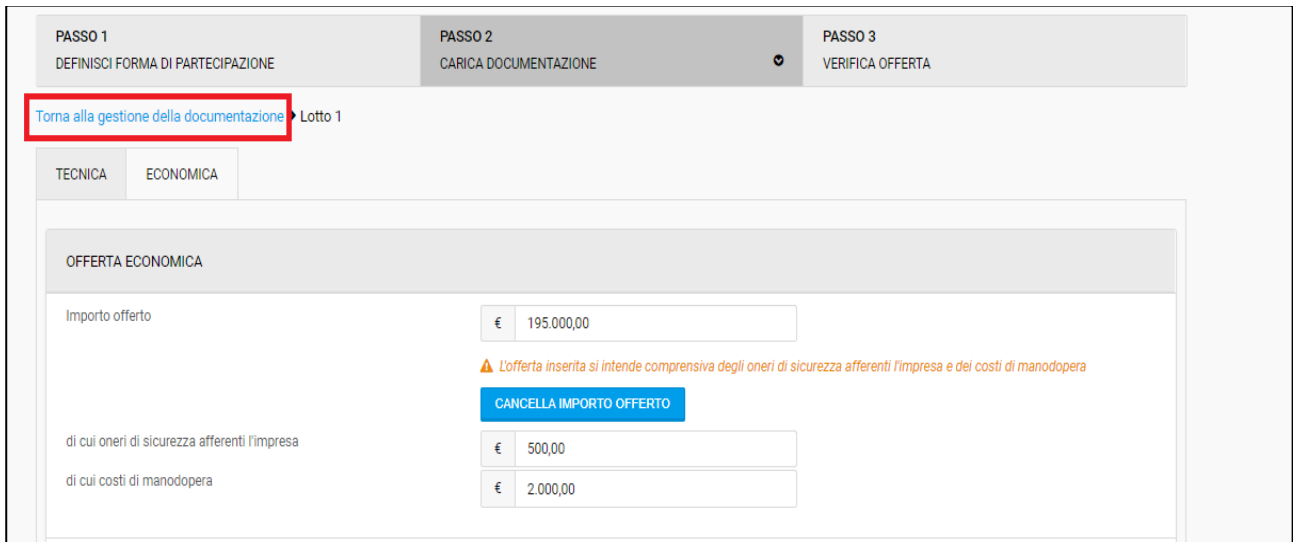 PASSO 1
DEFINISCI FORMA DI PARTECIPAZIONE
PASSO 2
CARICA DOCUMENTAZIONE
PASSO 3
VERIFICA OFFERTA
Torna alla gestione della documentazione Lotto 1
TECNICA
ECONOMICA
OFFERTA ECONOMICA
Importo offerto
€ 195.000,00
L'offerta inserita si intende comprensiva degli oneri di sicurezza afferenti l'impresa e dei costi di manodopera
CANCELLA IMPORTO OFFERTO
di cui oneri di sicurezza afferenti l'impresa
€ 500,00
di cui costi di manodopera
€ 2.000,00